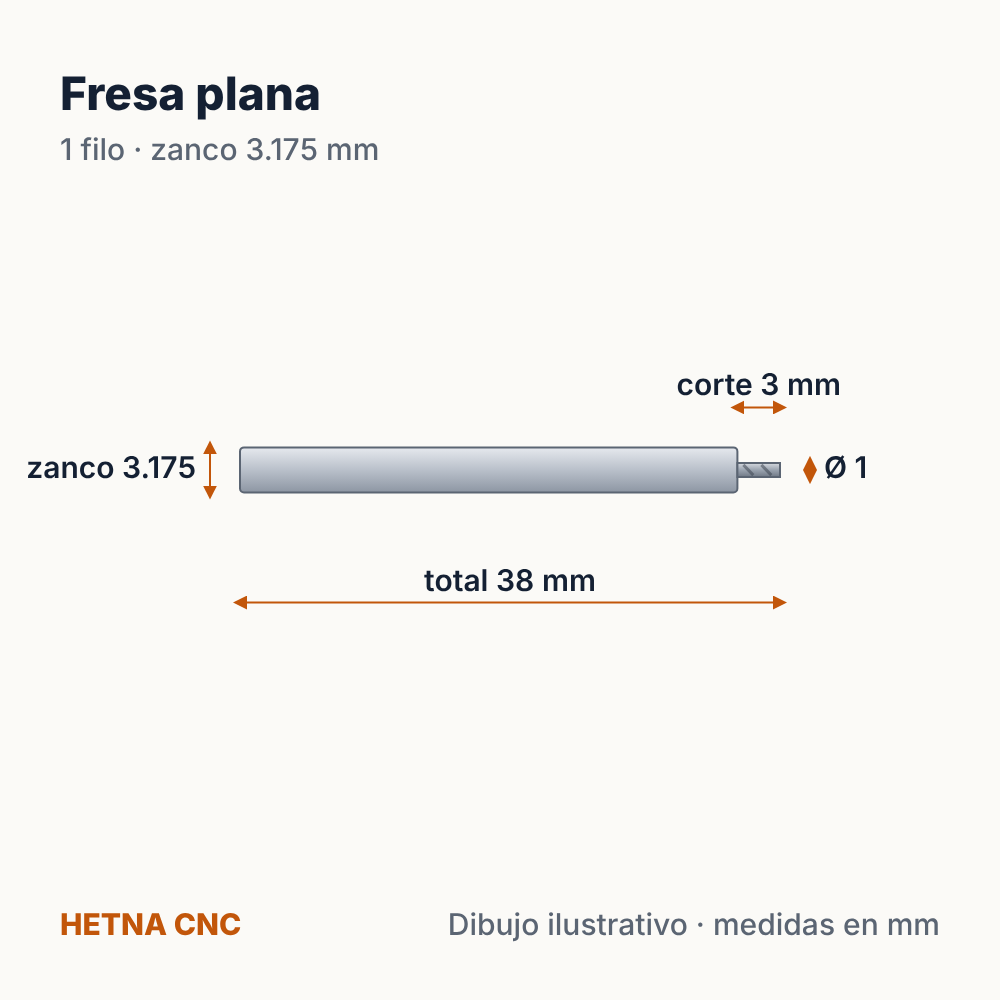 Fresa plana
1 filo · zanco 3.175 mm
corte 3 mm
zanco 3.175
Ø 1
total 38 mm
HETNA CNC
Dibujo ilustrativo · medidas en mm